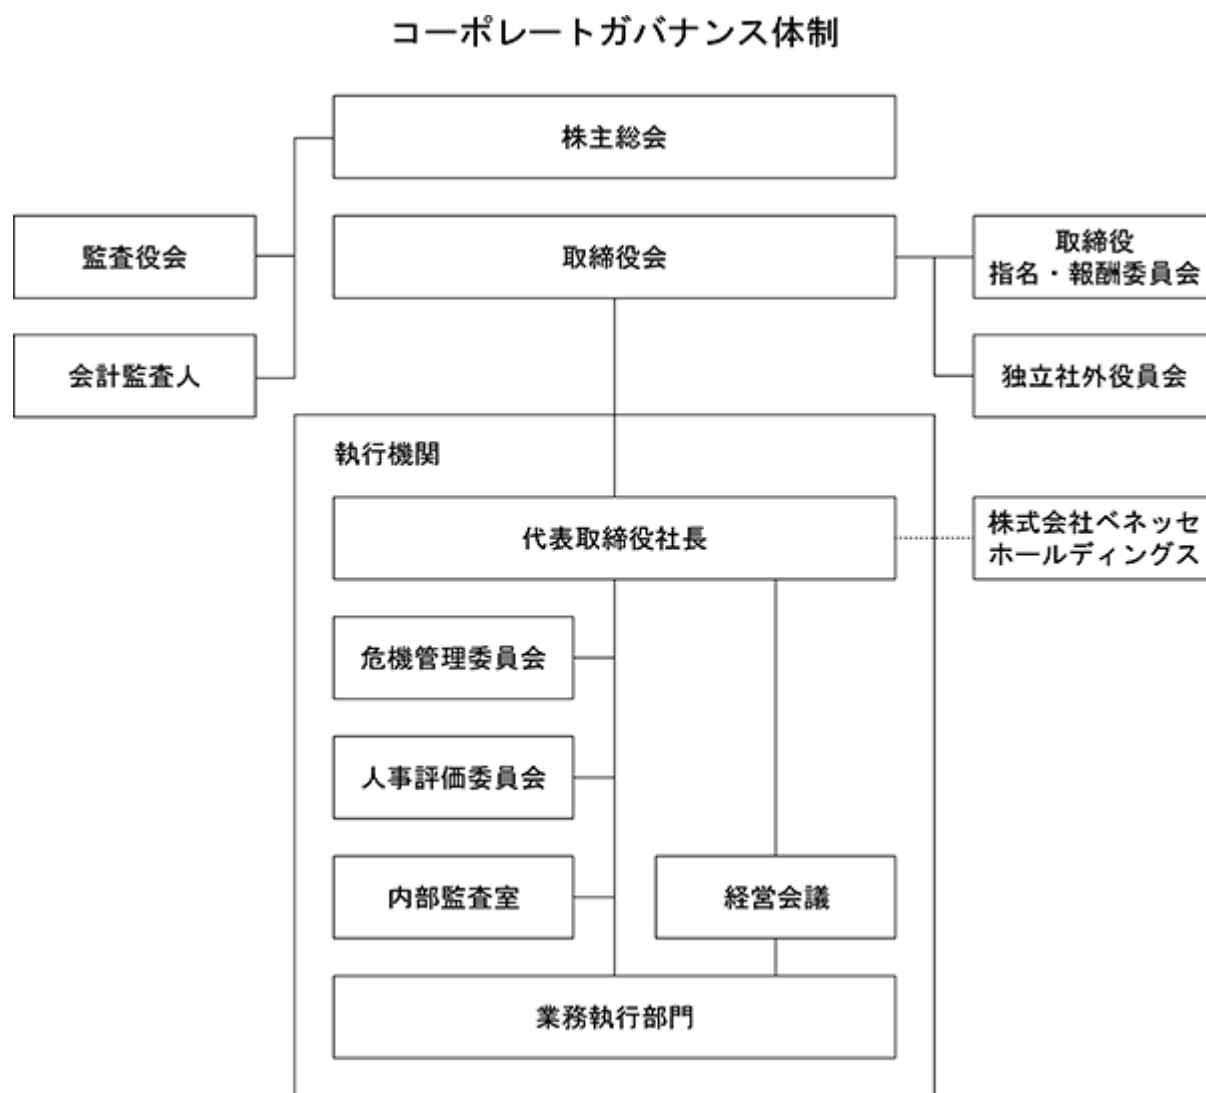 コーポレートガバナンス体制
株主総会
監査役会
取締役会
取締役
指名・報酬委員会
会計監査人
独立社外役員会
執行機関
代表取締役社長
株式会社ベネッセ
ホールディングス
危機管理委員会
人事評価委員会
内部監査室
経営会議
業務執行部門